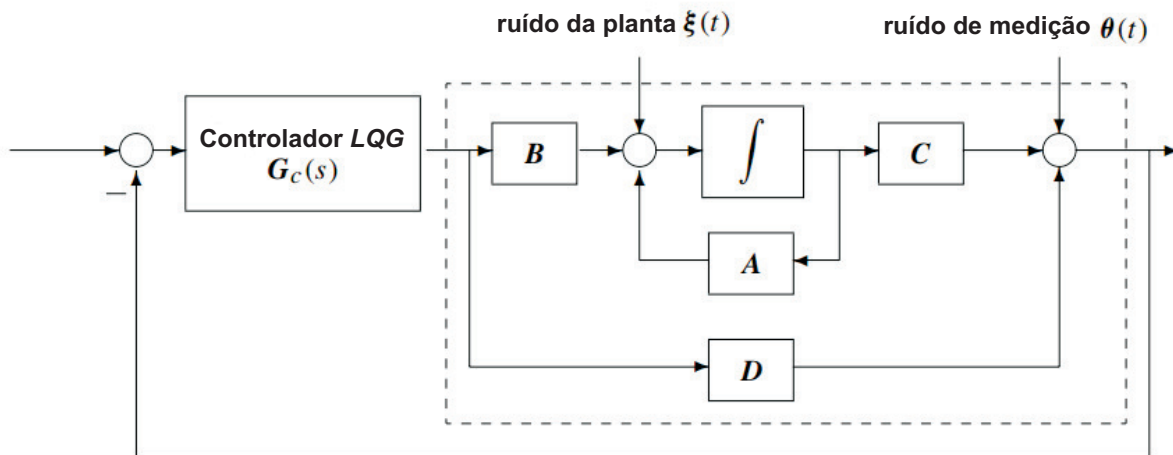 ruído da planta ξ(t)
ruído de medição θ(t)
Controlador LQG
G_C(s)
B
∫
C
A
D
−